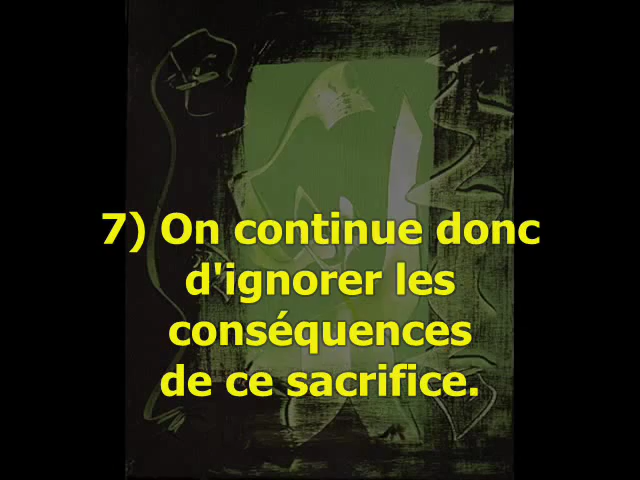 7) On continue donc
d'ignorer les
conséquences
de ce sacrifice.